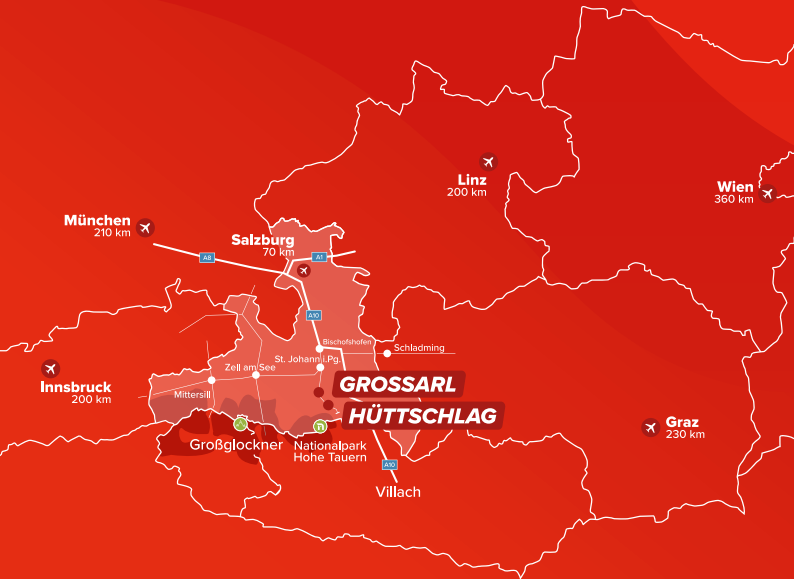 Linz
200 km
Wien
360 km
München
210 km
Salzburg
70 km
A8
A1
A10
Bischofshofen
Schladming
St. Johann i.Pg.
Zell am See
Innsbruck
200 km
Mittersill
GROSSARL
HÜTTSCHLAG
Graz
230 km
Großglockner
Nationalpark
Hohe Tauern
A10
Villach